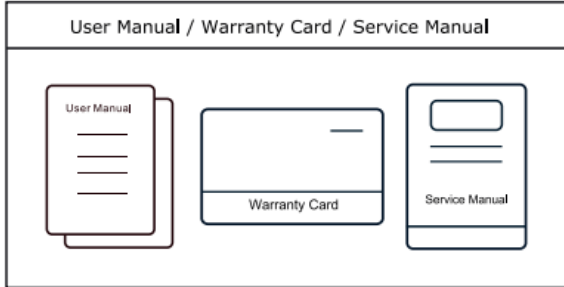 User Manual / Warranty Card / Service Manual
User Manual
Warranty Card
Service Manual